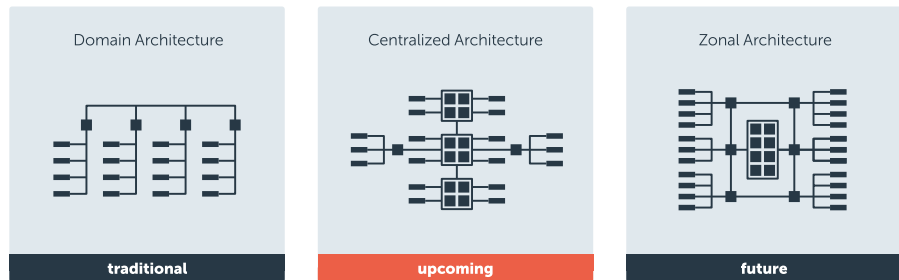 Domain Architecture
Centralized Architecture
Zonal Architecture
traditional
upcoming
future